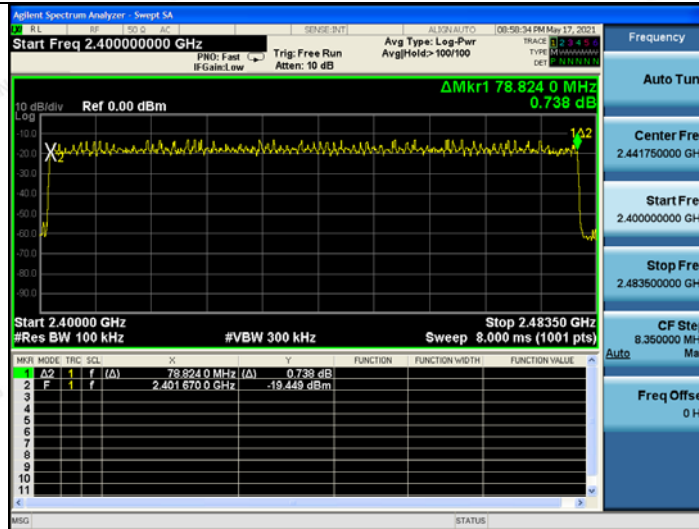 Agilent Spectrum Analyzer - Swept SA
RL RF 50 Ω AC SENSE:INT ALIGN AUTO 08:58:34 PM May 17, 2021
Start Freq 2.400000000 GHz
PNO: Fast
IFGain:Low
Trig: Free Run
Atten: 10 dB
Avg Type: Log-Pwr
Avg|Hold:> 100/100
TRACE 1 2 3 4 5 6
TYPE M
DET P N N N N N
ΔMkr1 78.824 0 MHz
0.738 dB
10 dB/div Ref 0.00 dBm
Log
-10.0
-20.0
-30.0
-40.0
-50.0
-60.0
-70.0
-80.0
-90.0
2
1Δ2
Start 2.40000 GHz Stop 2.48350 GHz
#Res BW 100 kHz #VBW 300 kHz Sweep 8.000 ms (1001 pts)
MKR MODE TRC SCL X Y FUNCTION FUNCTION WIDTH FUNCTION VALUE
1 Δ2 1 f (Δ) 78.824 0 MHz (Δ) 0.738 dB
2 F 1 f 2.401 670 0 GHz -19.449 dBm
3
4
5
6
7
8
9
10
11
MSG STATUS
Frequency
Auto Tun
Center Fre
2.441750000 GH
Start Fre
2.400000000 GH
Stop Fre
2.483500000 GH
CF Ste
8.350000 MH
Auto Ma
Freq Offse
0 H